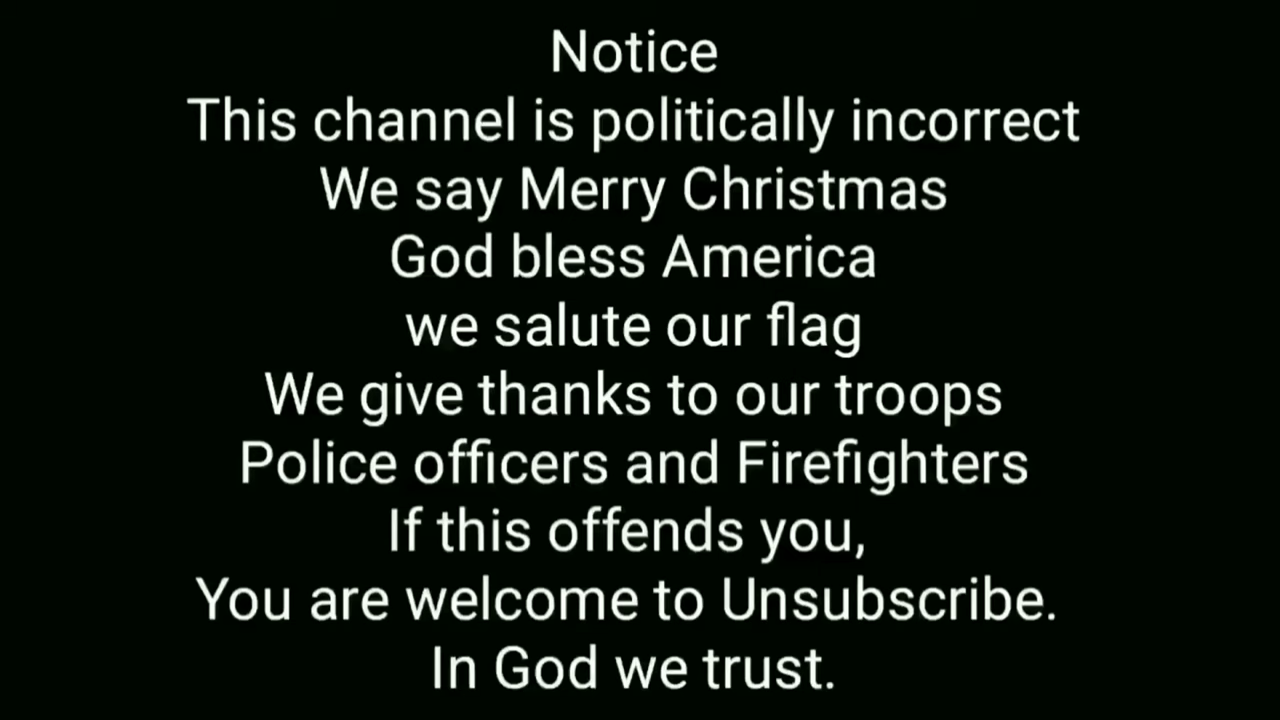 Notice
This channel is politically incorrect
We say Merry Christmas
God bless America
we salute our flag
We give thanks to our troops
Police officers and Firefighters
If this offends you,
You are welcome to Unsubscribe.
In God we trust.